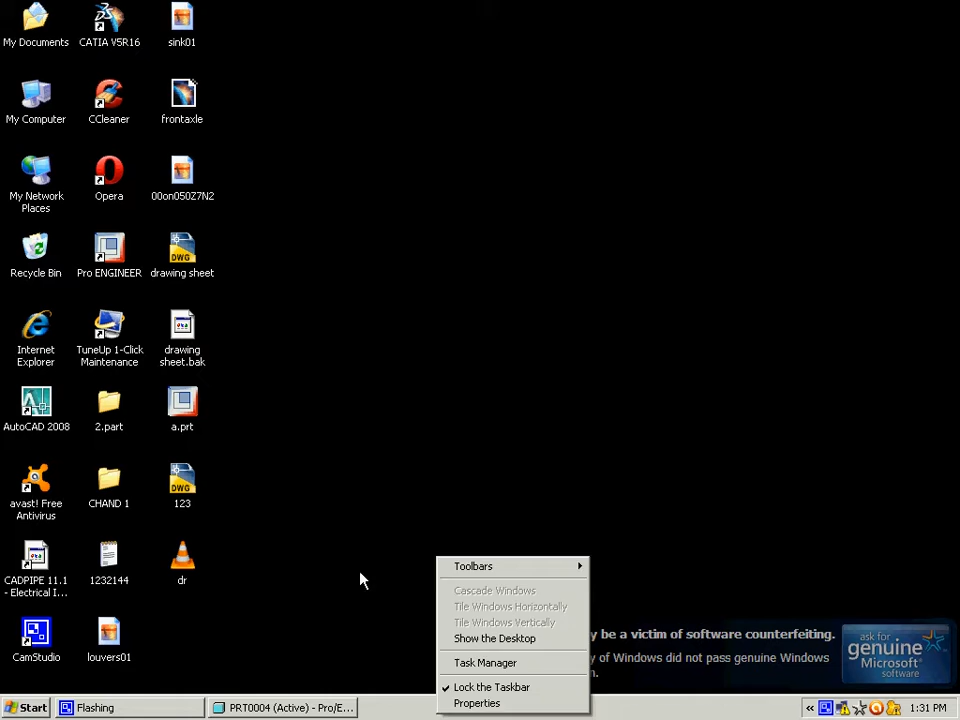 My Documents
CATIA V5R16
sink01
My Computer
CCleaner
frontaxle
My Network
Places
Opera
00on050Z7N2
Recycle Bin
Pro ENGINEER
DWG
drawing sheet
Internet
Explorer
TuneUp 1-Click
Maintenance
drawing
sheet.bak
AutoCAD 2008
2.part
a.prt
avast! Free
Antivirus
CHAND 1
DWG
123
CADPIPE 11.1
- Electrical I...
1232144
dr
CamStudio
louvers01
Toolbars
Cascade Windows
Tile Windows Horizontally
Tile Windows Vertically
Show the Desktop
Task Manager
Lock the Taskbar
Properties
y be a victim of software counterfeiting.
y of Windows did not pass genuine Windows
n.
ask for
genuine
Microsoft
software
Start
Flashing
PRT0004 (Active) - Pro/E...
«
1:31 PM